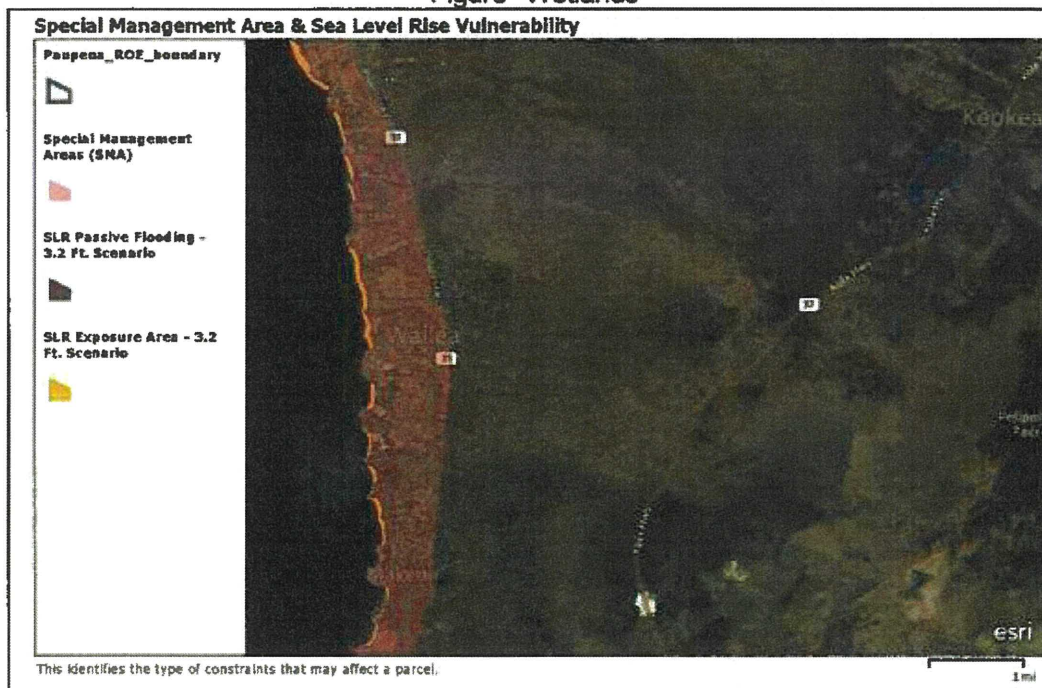 Special Management Area & Sea Level Rise Vulnerability
Paupena_ROE_boundary
Special Management
Areas (SMA)
SLR Passive Flooding -
3.2 Ft. Scenario
SLR Exposure Area - 3.2
Ft. Scenario
Keokea
Wailea
esri
This identifies the type of constraints that may affect a parcel.
1mi